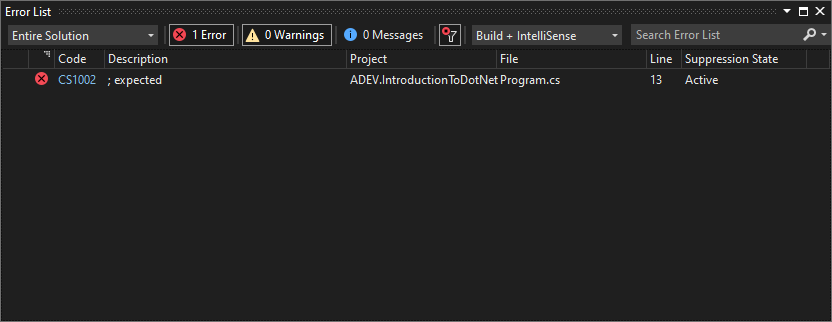 Error List
Entire Solution 1 Error 0 Warnings 0 Messages Build + IntelliSense Search Error List
Code Description Project File Line Suppression State
CS1002 ; expected ADEV.IntroductionToDotNet Program.cs 13 Active